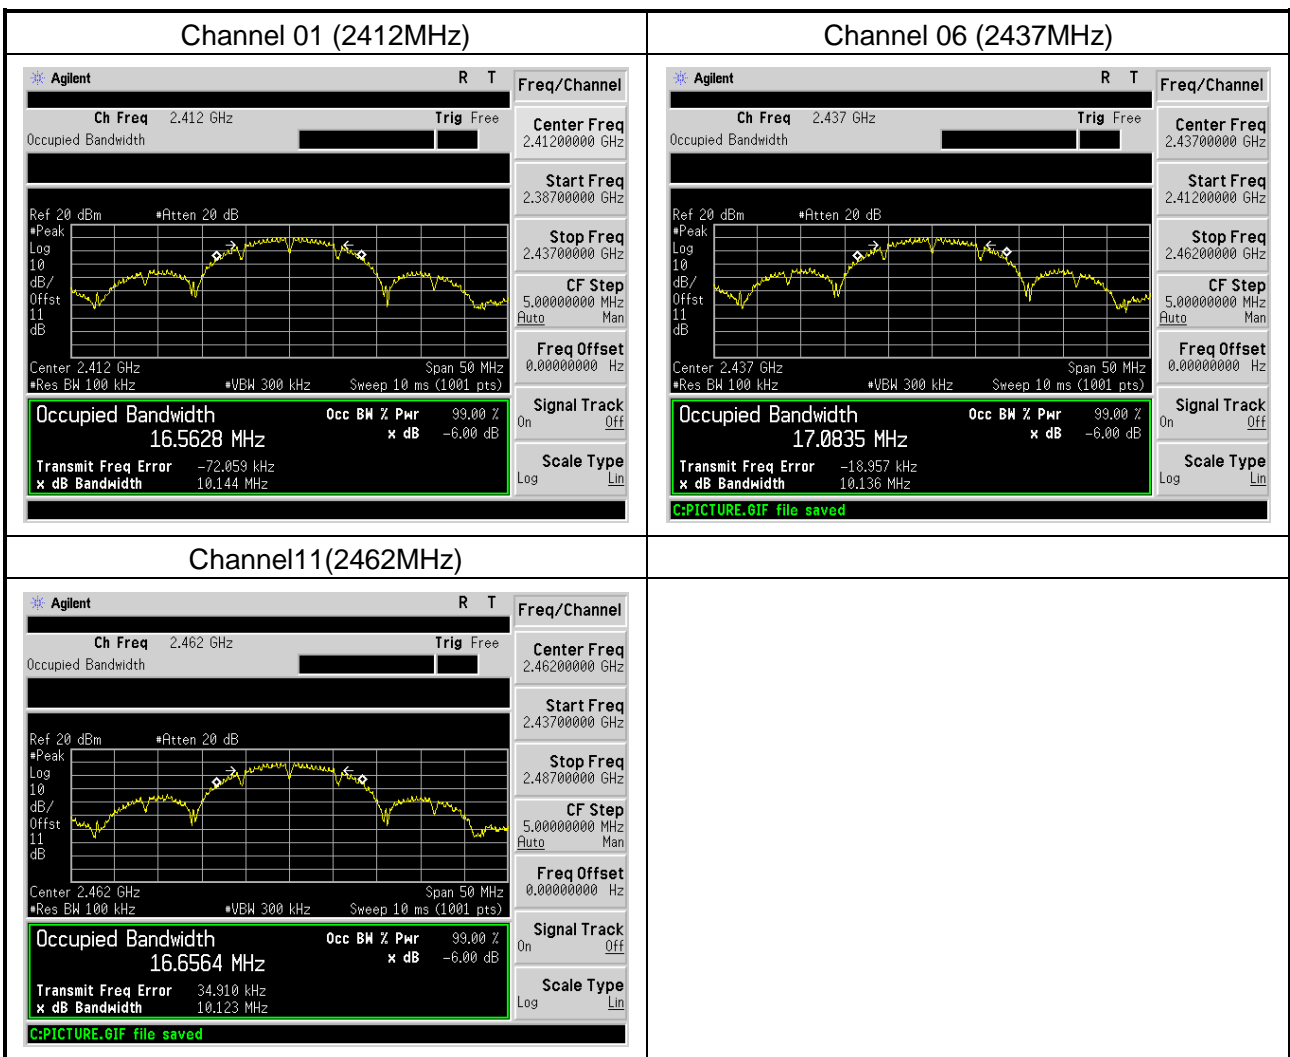 Channel 01 (2412MHz)
Agilent R T
Freq/Channel
Ch Freq 2.412 GHz Trig Free
Occupied Bandwidth
Center Freq
2.41200000 GHz
Start Freq
2.38700000 GHz
Stop Freq
2.43700000 GHz
CF Step
5.00000000 MHz
Auto Man
Freq Offset
0.00000000 Hz
Signal Track
On Off
Scale Type
Log Lin
Ref 20 dBm #Atten 20 dB
#Peak
Log
10
dB/
Offst
11
dB
Center 2.412 GHz Span 50 MHz
#Res BW 100 kHz #VBW 300 kHz Sweep 10 ms (1001 pts)
Occupied Bandwidth Occ BW % Pwr 99.00 %
16.5628 MHz x dB -6.00 dB
Transmit Freq Error -72.059 kHz
x dB Bandwidth 10.144 MHz
Channel 06 (2437MHz)
Agilent R T
Freq/Channel
Ch Freq 2.437 GHz Trig Free
Occupied Bandwidth
Center Freq
2.43700000 GHz
Start Freq
2.41200000 GHz
Stop Freq
2.46200000 GHz
CF Step
5.00000000 MHz
Auto Man
Freq Offset
0.00000000 Hz
Signal Track
On Off
Scale Type
Log Lin
Ref 20 dBm #Atten 20 dB
#Peak
Log
10
dB/
Offst
11
dB
Center 2.437 GHz Span 50 MHz
#Res BW 100 kHz #VBW 300 kHz Sweep 10 ms (1001 pts)
Occupied Bandwidth Occ BW % Pwr 99.00 %
17.0835 MHz x dB -6.00 dB
Transmit Freq Error -18.957 kHz
x dB Bandwidth 10.136 MHz
C:PICTURE.GIF file saved
Channel11(2462MHz)
Agilent R T
Freq/Channel
Ch Freq 2.462 GHz Trig Free
Occupied Bandwidth
Center Freq
2.46200000 GHz
Start Freq
2.43700000 GHz
Stop Freq
2.48700000 GHz
CF Step
5.00000000 MHz
Auto Man
Freq Offset
0.00000000 Hz
Signal Track
On Off
Scale Type
Log Lin
Ref 20 dBm #Atten 20 dB
#Peak
Log
10
dB/
Offst
11
dB
Center 2.462 GHz Span 50 MHz
#Res BW 100 kHz #VBW 300 kHz Sweep 10 ms (1001 pts)
Occupied Bandwidth Occ BW % Pwr 99.00 %
16.6564 MHz x dB -6.00 dB
Transmit Freq Error 34.910 kHz
x dB Bandwidth 10.123 MHz
C:PICTURE.GIF file saved